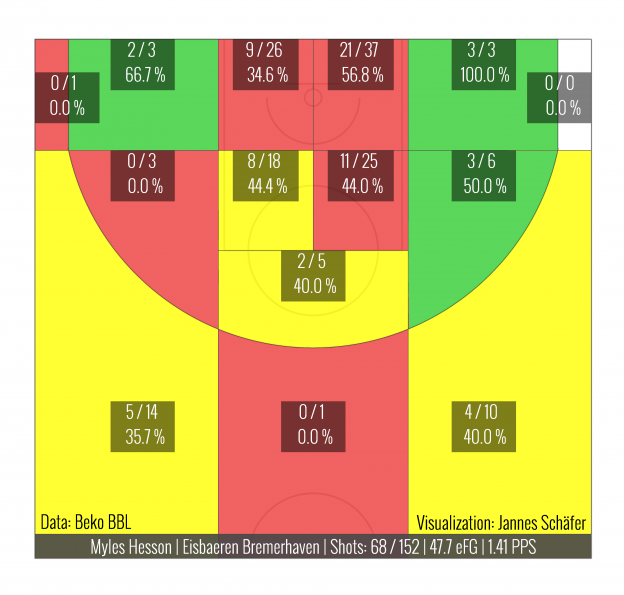 2 / 3
66.7 %
9 / 26
34.6 %
21 / 37
56.8 %
3 / 3
100.0 %
0 / 1
0.0 %
0 / 0
0.0 %
0 / 3
0.0 %
8 / 18
44.4 %
11 / 25
44.0 %
3 / 6
50.0 %
2 / 5
40.0 %
5 / 14
35.7 %
0 / 1
0.0 %
4 / 10
40.0 %
Data: Beko BBL
Visualization: Jannes Schäfer
Myles Hesson | Eisbaeren Bremerhaven | Shots: 68 / 152 | 47.7 eFG | 1.41 PPS